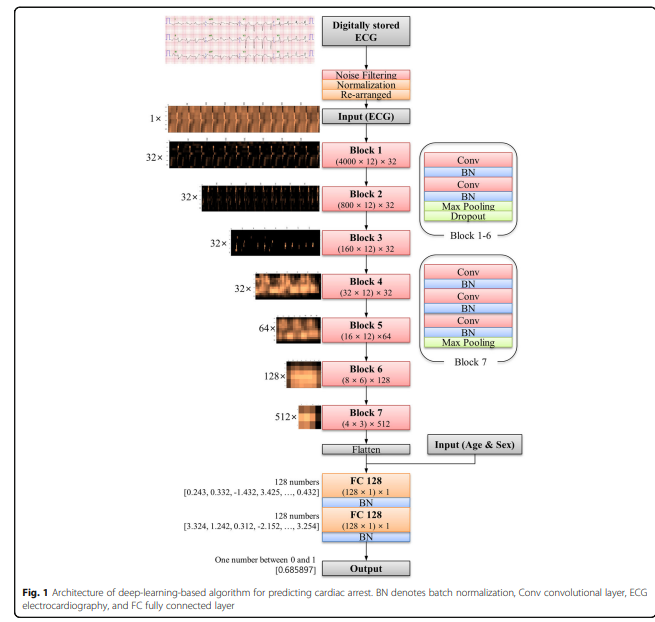 Digitally stored
ECG
Noise Filtering
Normalization
Re-arranged
1×
Input (ECG)
32×
Block 1
(4000 × 12) × 32
32×
Block 2
(800 × 12) × 32
32×
Block 3
(160 × 12) × 32
32×
Block 4
(32 × 12) × 32
64×
Block 5
(16 × 12) ×64
128×
Block 6
(8 × 6) × 128
512×
Block 7
(4 × 3) × 512
Conv
BN
Conv
BN
Max Pooling
Dropout
Block 1-6
Conv
BN
Conv
BN
Conv
BN
Max Pooling
Block 7
Flatten
Input (Age & Sex)
128 numbers
[0.243, 0.332, -1.432, 3.425, …, 0.432]
FC 128
(128 × 1) × 1
BN
128 numbers
[3.324, 1.242, 0.312, -2.152, …, 3.254]
FC 128
(128 × 1) × 1
BN
One number between 0 and 1
[0.685897]
Output
Fig. 1 Architecture of deep-learning-based algorithm for predicting cardiac arrest. BN denotes batch normalization, Conv convolutional layer, ECG
electrocardiography, and FC fully connected layer